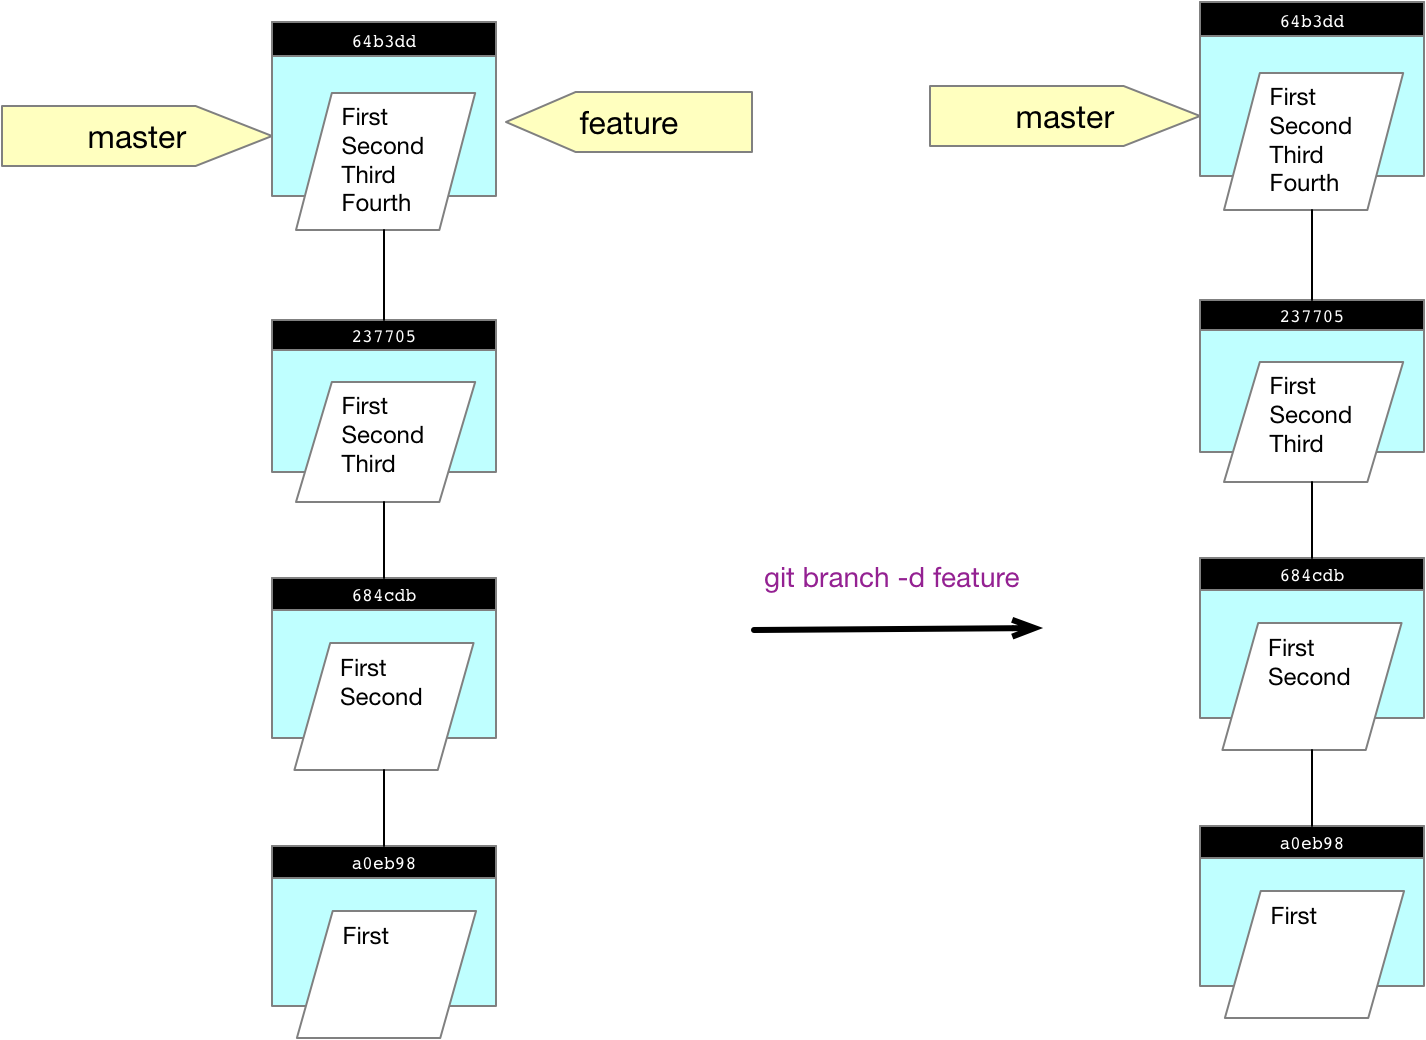 64b3dd
master
feature
First
Second
Third
Fourth
237705
First
Second
Third
684cdb
First
Second
a0eb98
First
git branch -d feature
64b3dd
master
First
Second
Third
Fourth
237705
First
Second
Third
684cdb
First
Second
a0eb98
First